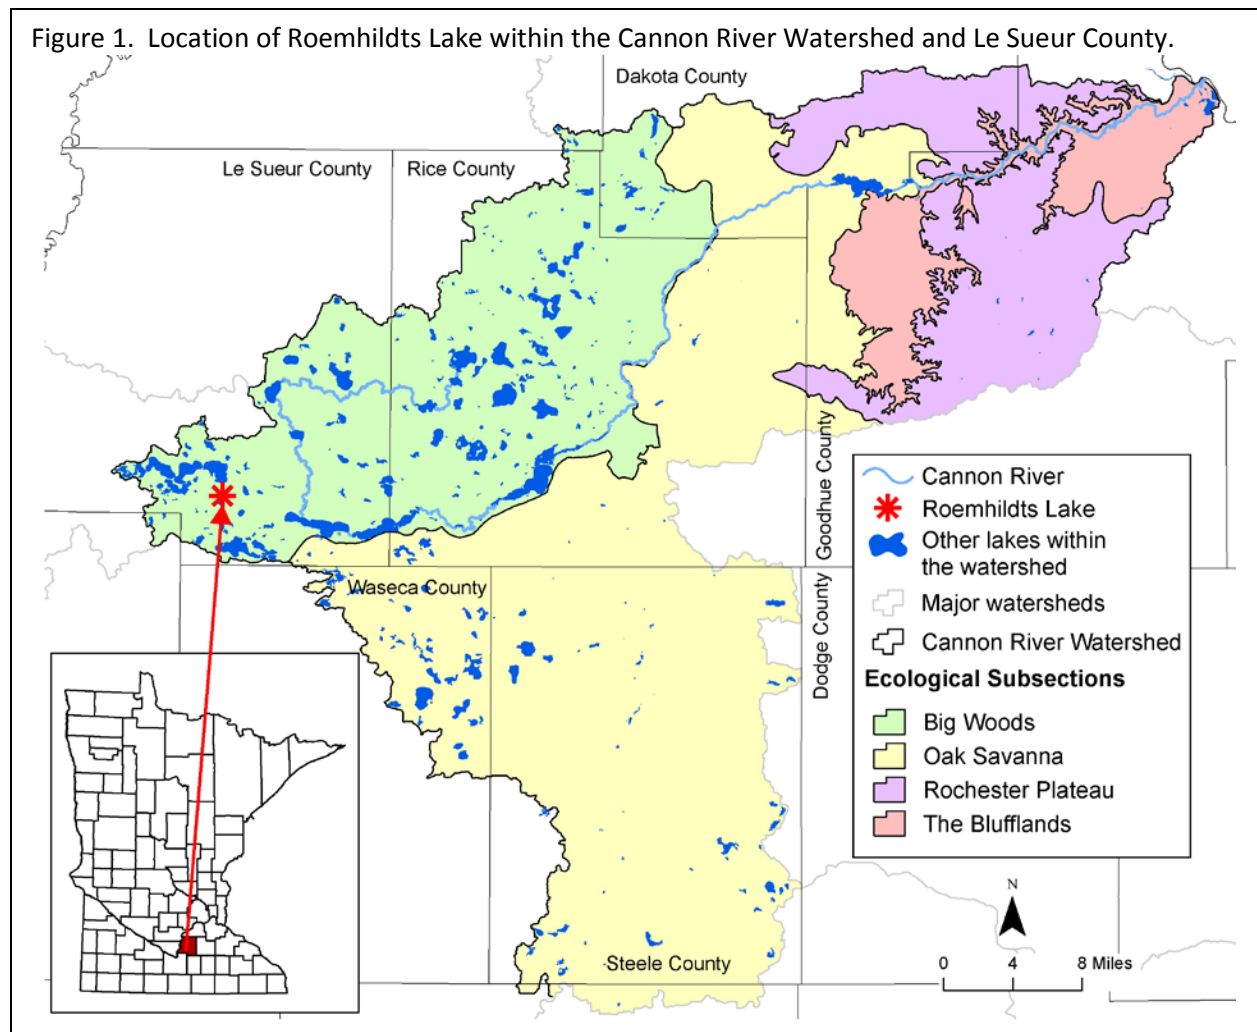 Figure 1.  Location of Roemhildts Lake within the Cannon River Watershed and Le Sueur County.
Dakota County
Le Sueur County
Rice County
Goodhue County
Waseca County
Dodge County
Steele County
Cannon River
Roemhildts Lake
Other lakes within
the watershed
Major watersheds
Cannon River Watershed
Ecological Subsections
Big Woods
Oak Savanna
Rochester Plateau
The Blufflands
N
0 4 8 Miles